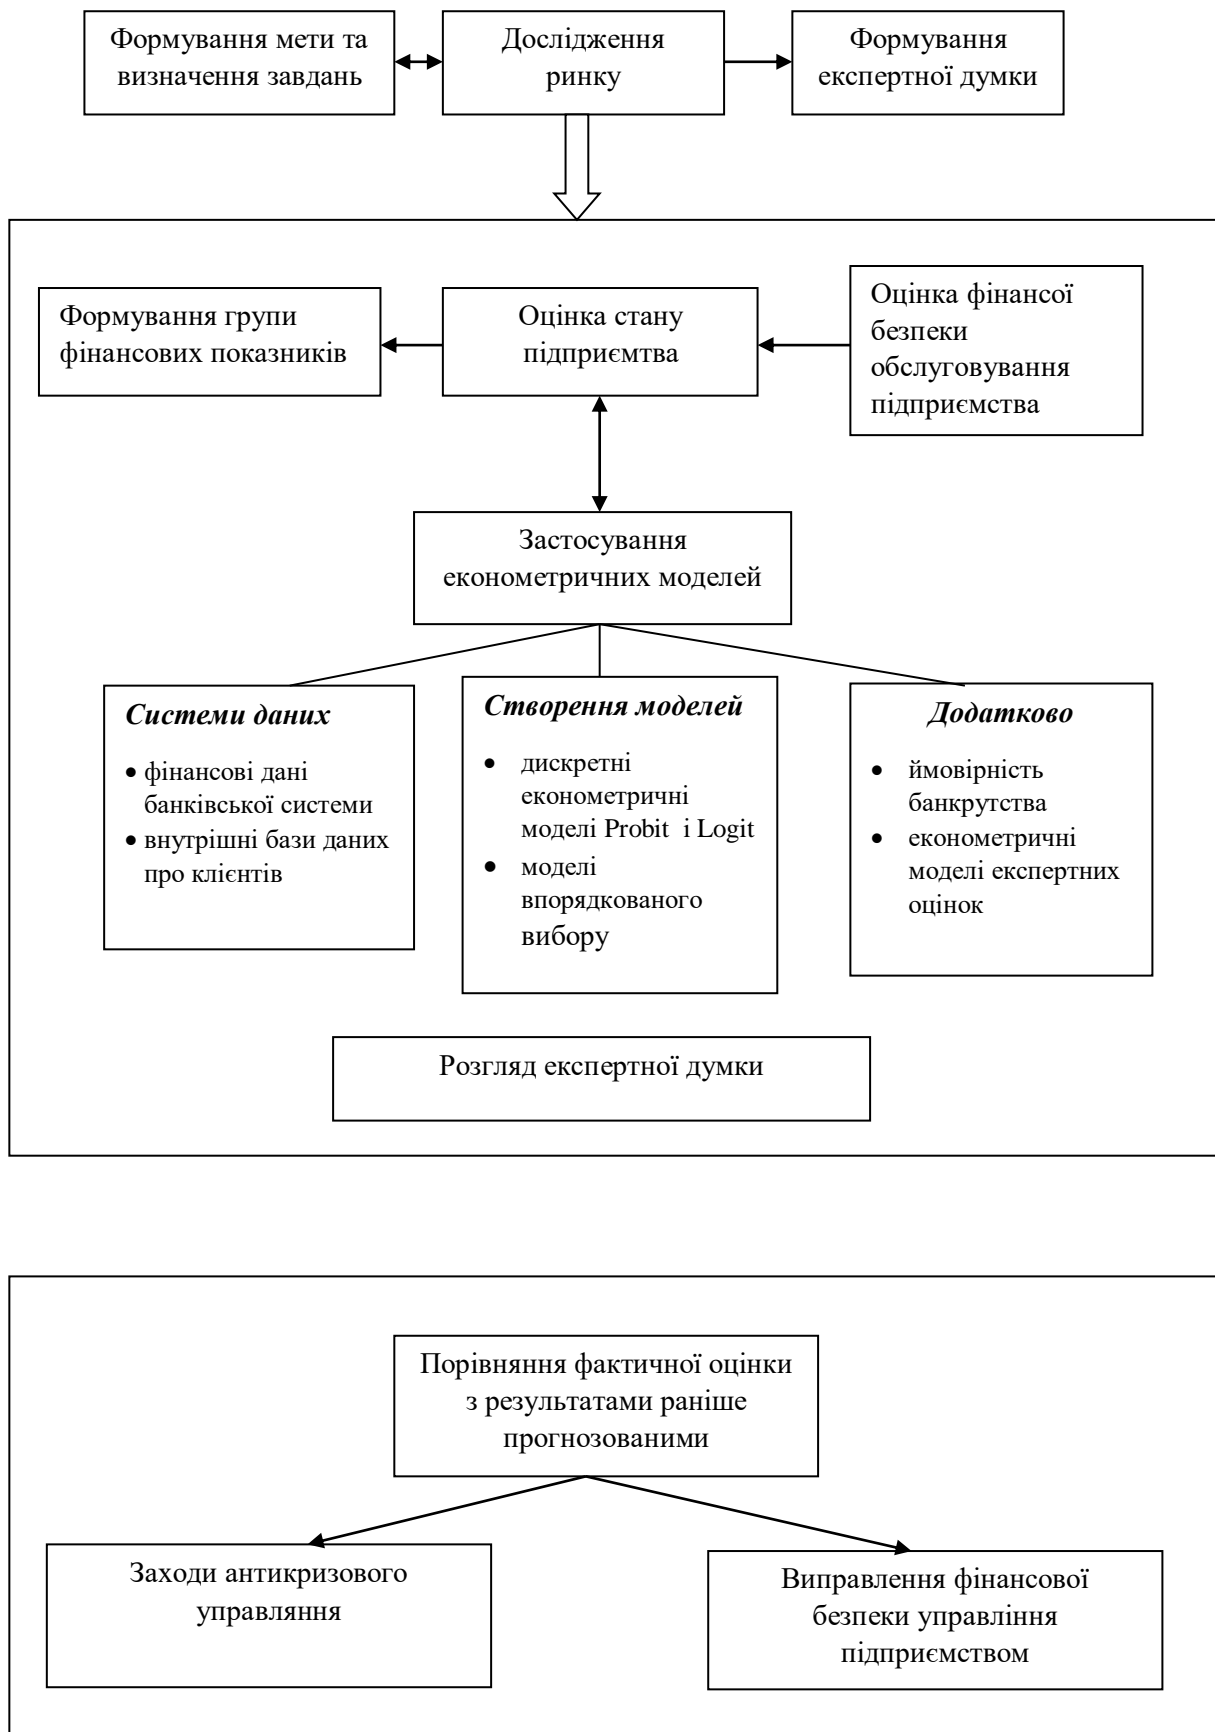 Формування мети та
визначення завдань
Дослідження
ринку
Формування
експертної думки
Формування групи
фінансових показників
Оцінка стану
підприємтва
Оцінка фінансої
безпеки
обслуговування
підприємства
Застосування
економетричних моделей
Системи даних
• фінансові дані
банківської системи
• внутрішні бази даних
про клієнтів
Створення моделей
• дискретні
економетричні
моделі Probit і Logit
• моделі
впорядкованого
вибору
Додатково
• ймовірність
банкрутства
• економетричні
моделі експертних
оцінок
Розгляд експертної думки
Порівняння фактичної оцінки
з результатами раніше
прогнозованими
Заходи антикризового
управляння
Виправлення фінансової
безпеки управління
підприємством